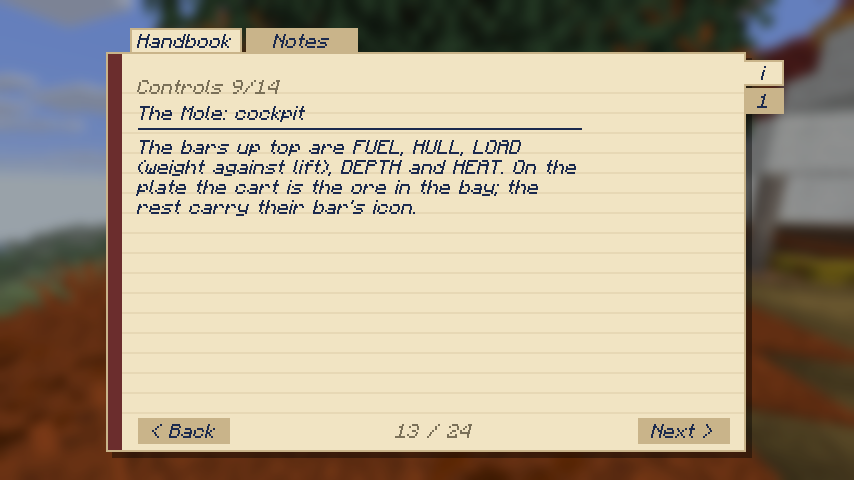 Handbook Notes
i
1
Controls 9/14
The Mole: cockpit
The bars up top are FUEL, HULL, LOAD
(weight against lift), DEPTH and HEAT. On the
plate the cart is the ore in the bay; the
rest carry their bar's icon.
< Back 13 / 24 Next >